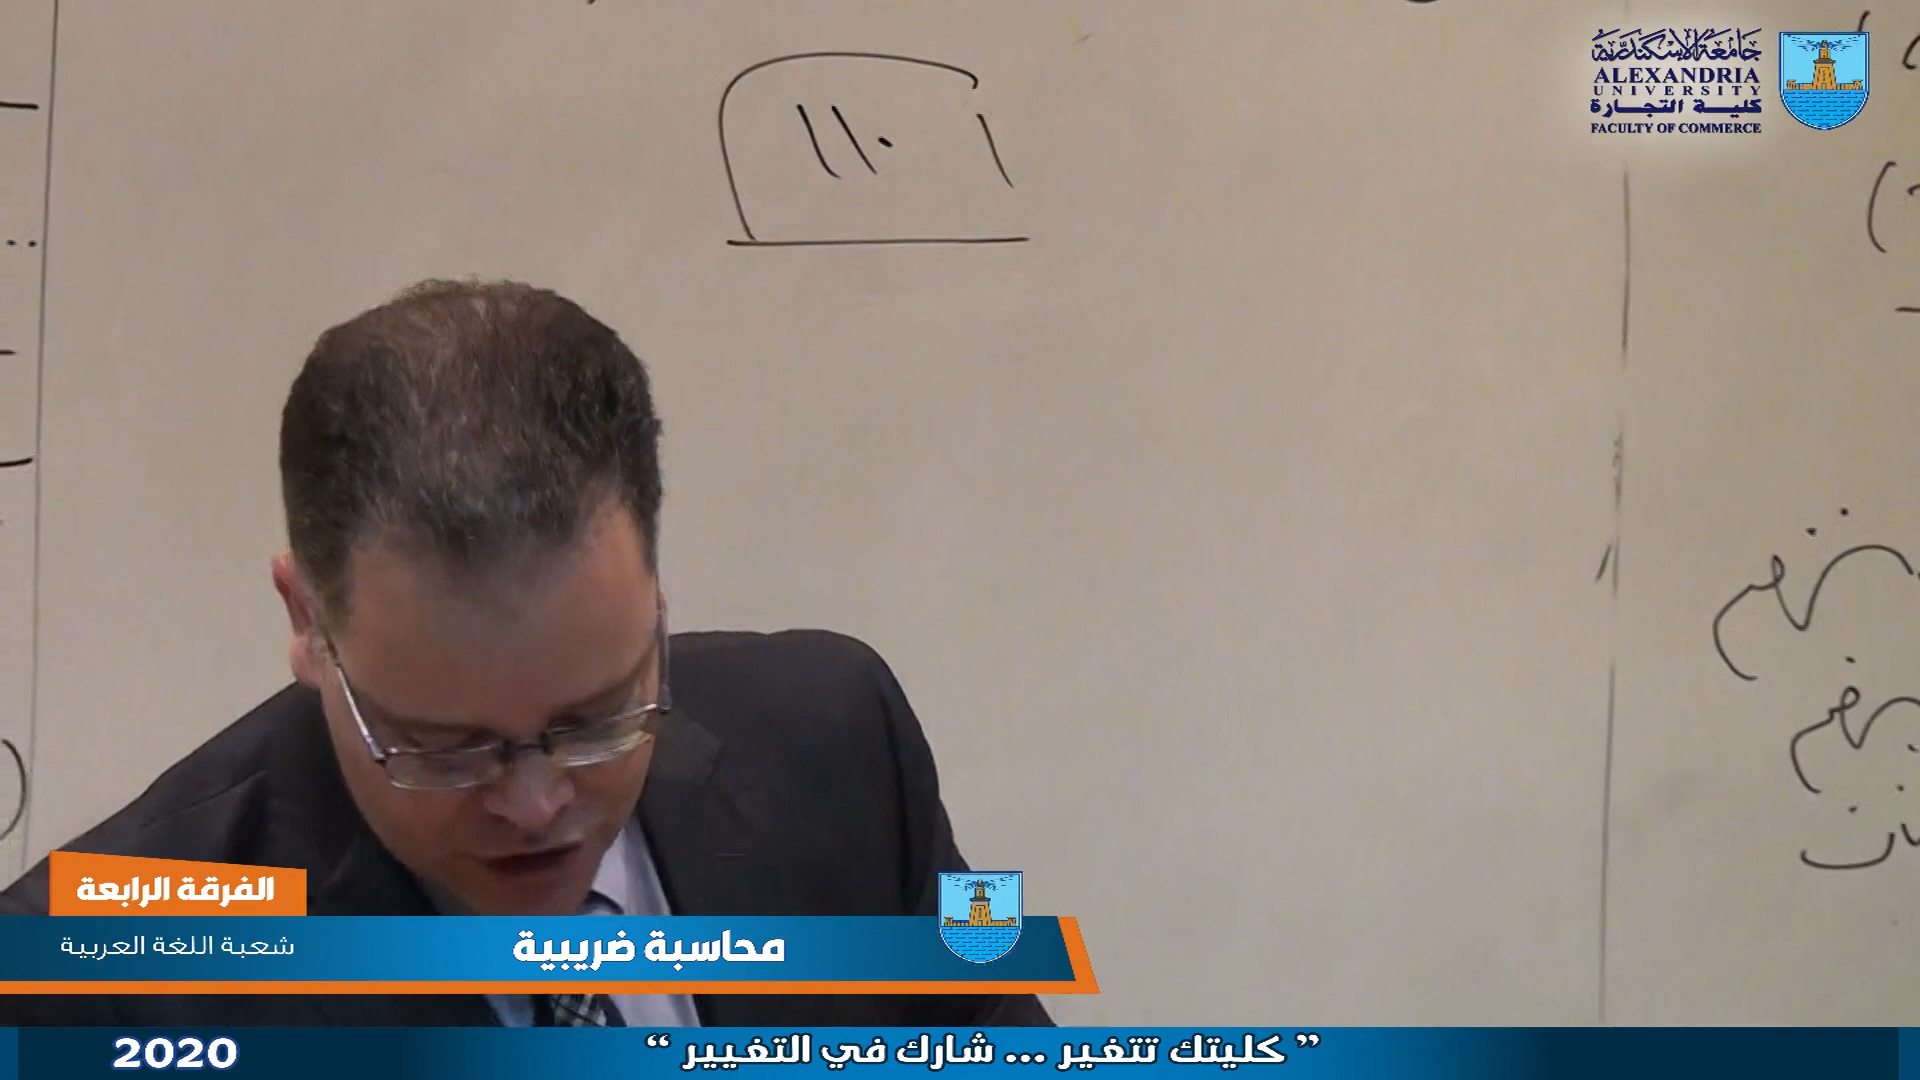 جامعة الإسكندرية
ALEXANDRIA
UNIVERSITY
كلية التجارة
FACULTY OF COMMERCE
١١٠١
الفرقة الرابعة
شعبة اللغة العربية
محاسبة ضريبية
” كليتك تتغير ... شارك في التغيير “
2020